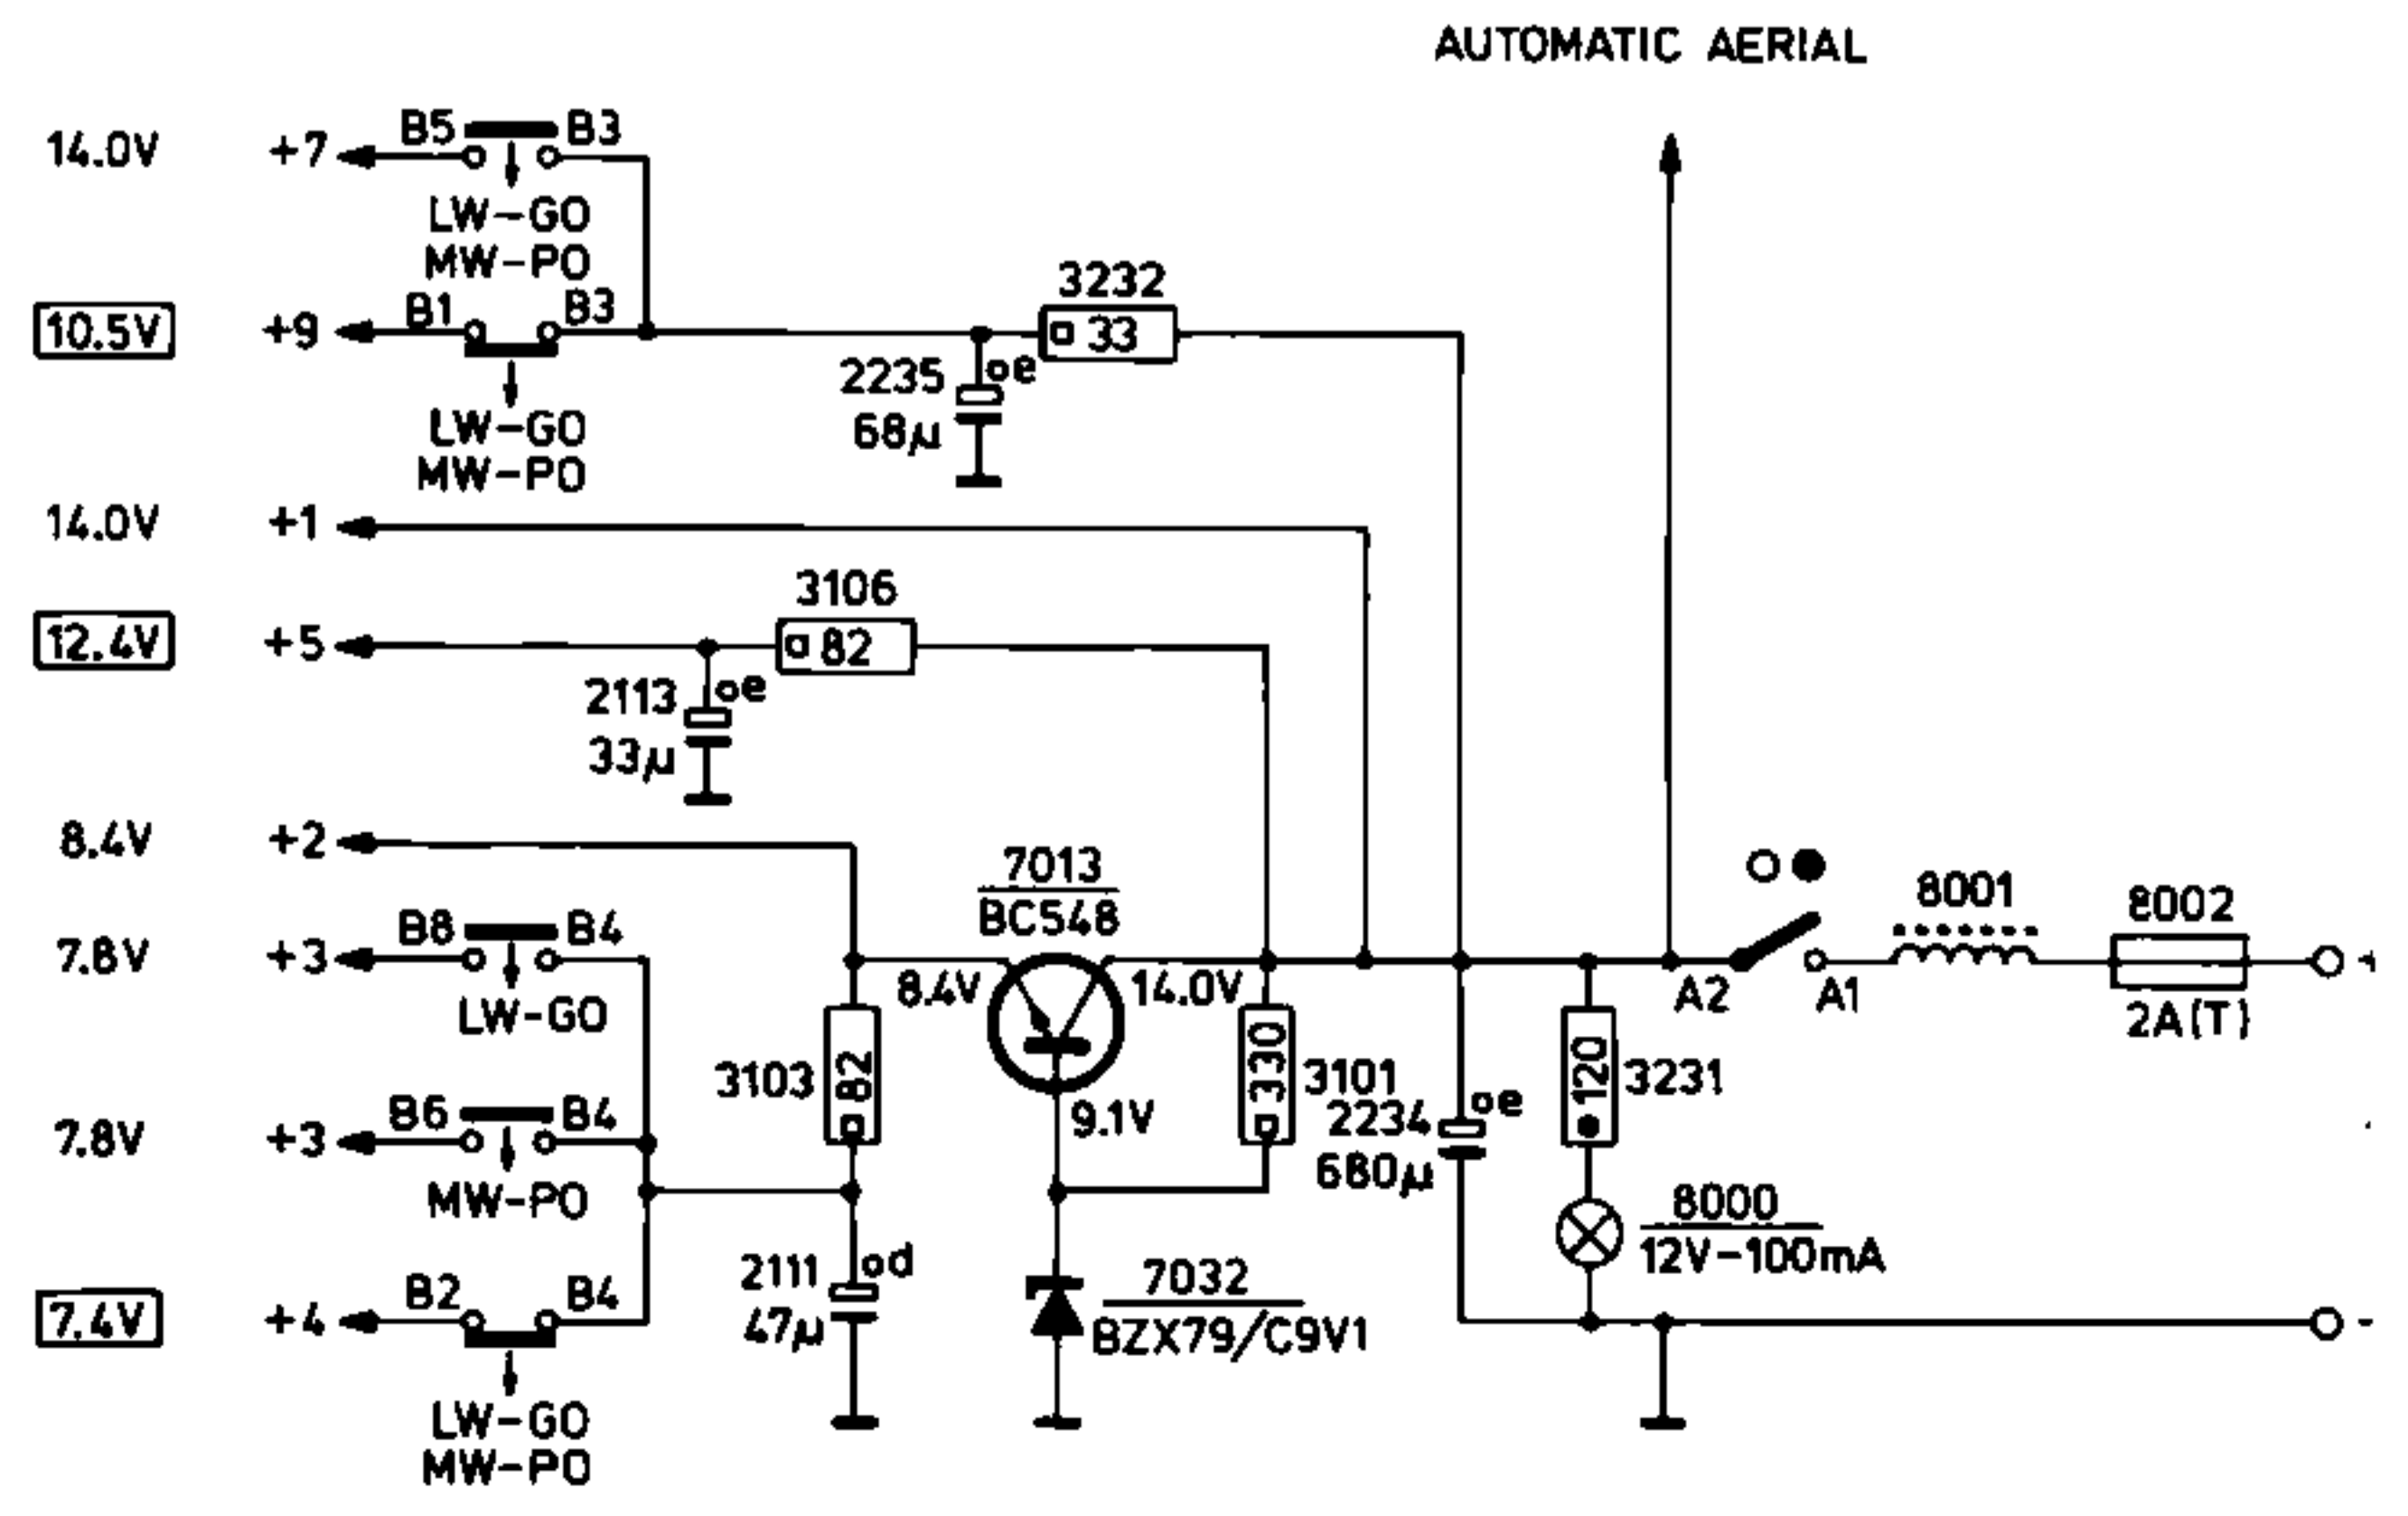 AUTOMATIC AERIAL
14.0V +7 B5 B3
LW-GO
MW-PO
10.5V +9 B1 B3
LW-GO
MW-PO
3232
33
2235 oe
68µ
14.0V +1
12.4V +5
3106
82
2113 oe
33µ
8.4V +2
7.8V +3 B8 B4
LW-GO
7.8V +3 B6 B4
MW-PO
7.4V +4 B2 B4
LW-GO
MW-PO
3103
82
2111 od
47µ
7013
BC548
8.4V
14.0V
9.1V
7032
BZX79/C9V1
330
3101
2234 oe
680µ
120
3231
8000
12V-100mA
A2
A1
8001
8002
2A(T)
-